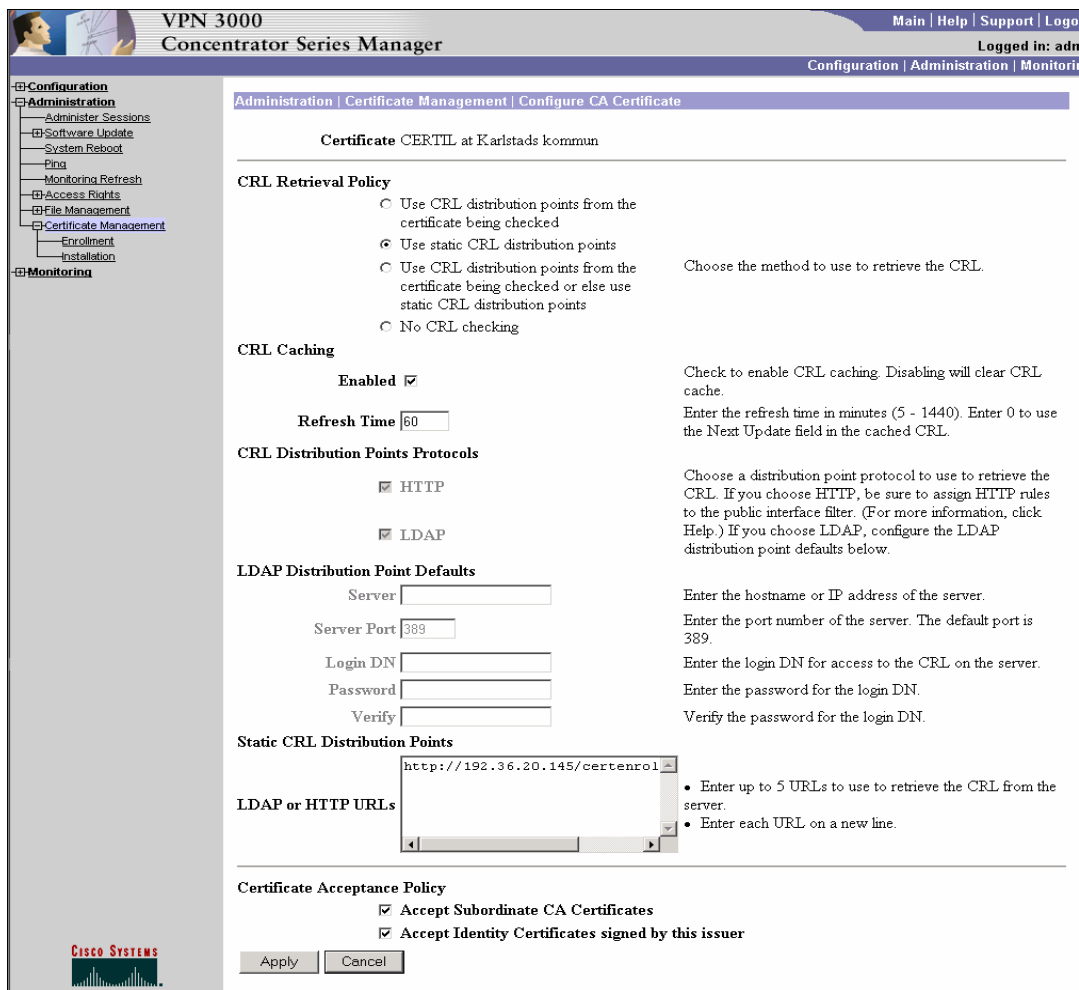 VPN 3000
Concentrator Series Manager
Main | Help | Support | Logo
Logged in: adm
Configuration | Administration | Monitorin
Configuration
Administration
Administer Sessions
Software Update
System Reboot
Ping
Monitoring Refresh
Access Rights
File Management
Certificate Management
Enrollment
Installation
Monitoring
Administration | Certificate Management | Configure CA Certificate
Certificate CERTIL at Karlstads kommun
CRL Retrieval Policy
Use CRL distribution points from the
certificate being checked
Use static CRL distribution points
Use CRL distribution points from the
certificate being checked or else use
static CRL distribution points
No CRL checking
Choose the method to use to retrieve the CRL.
CRL Caching
Enabled
Check to enable CRL caching. Disabling will clear CRL
cache.
Refresh Time 60
Enter the refresh time in minutes (5 - 1440). Enter 0 to use
the Next Update field in the cached CRL.
CRL Distribution Points Protocols
HTTP
LDAP
Choose a distribution point protocol to use to retrieve the
CRL. If you choose HTTP, be sure to assign HTTP rules
to the public interface filter. (For more information, click
Help.) If you choose LDAP, configure the LDAP
distribution point defaults below.
LDAP Distribution Point Defaults
Server
Enter the hostname or IP address of the server.
Server Port 389
Enter the port number of the server. The default port is
389.
Login DN
Enter the login DN for access to the CRL on the server.
Password
Enter the password for the login DN.
Verify
Verify the password for the login DN.
Static CRL Distribution Points
LDAP or HTTP URLs
http://192.36.20.145/certenrol
• Enter up to 5 URLs to use to retrieve the CRL from the
server.
• Enter each URL on a new line.
Certificate Acceptance Policy
Accept Subordinate CA Certificates
Accept Identity Certificates signed by this issuer
Apply
Cancel
CISCO SYSTEMS